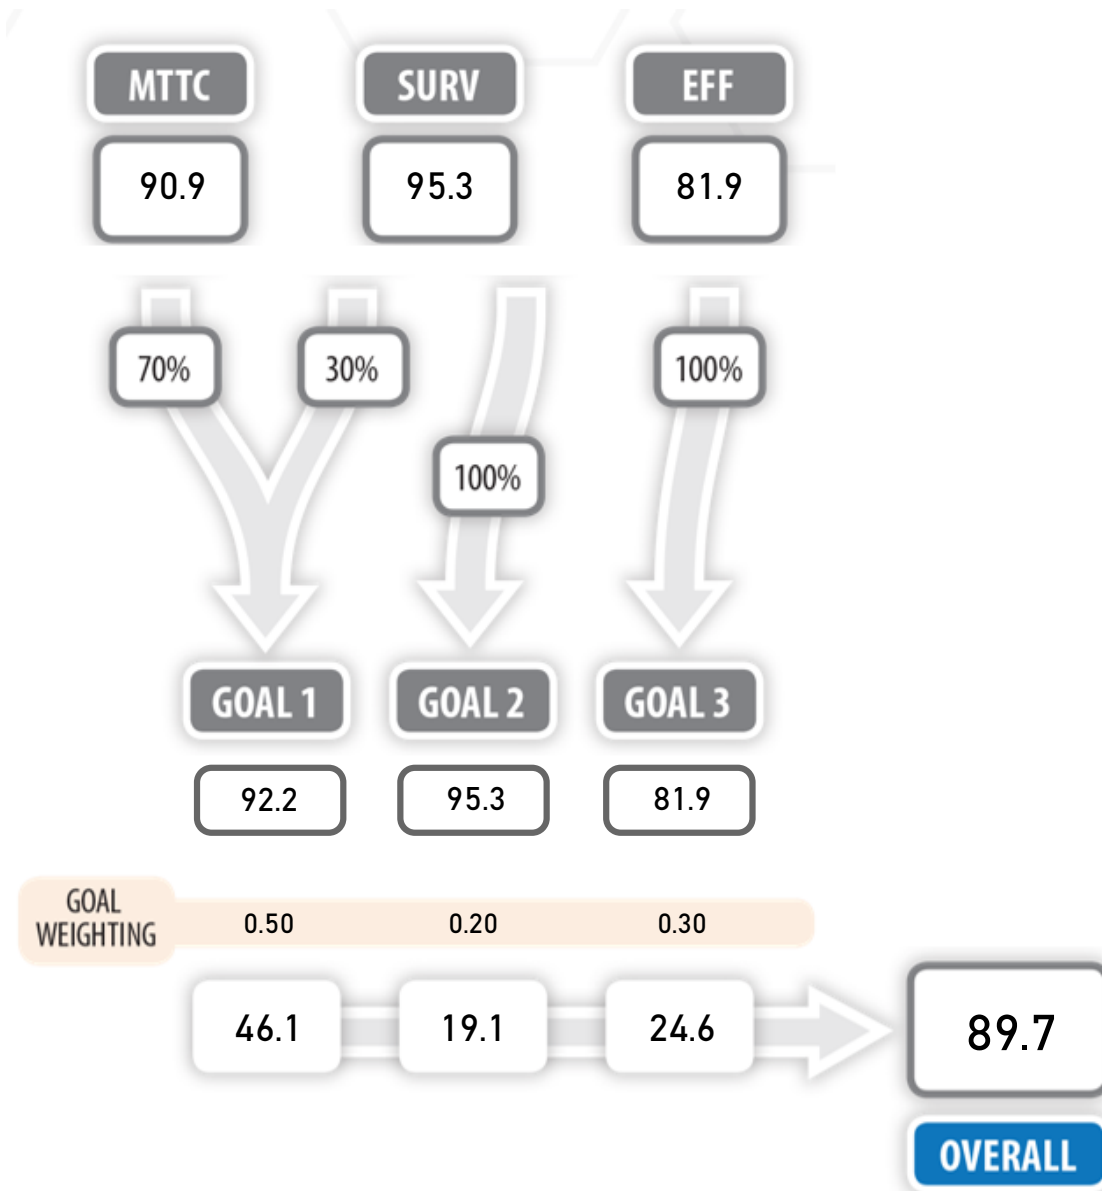 MTTC
SURV
EFF
90.9
95.3
81.9
70%
30%
100%
100%
GOAL 1
GOAL 2
GOAL 3
92.2
95.3
81.9
GOAL
WEIGHTING
0.50
0.20
0.30
46.1
19.1
24.6
89.7
OVERALL